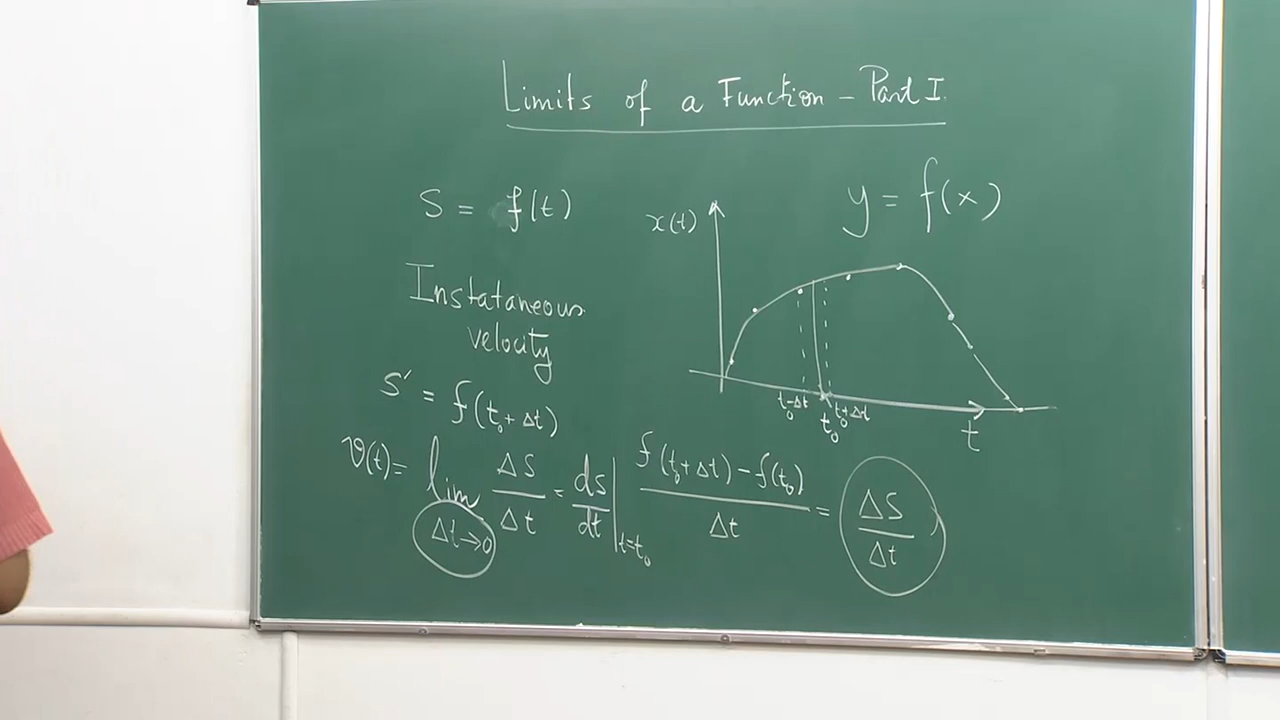 Limits of a Function - Part I
S = f(t)
x(t)
y = f(x)
Instataneous
velocity
S' = f(t₀ + Δt)
t₀-Δt t₀ t₀+Δt
t
v(t) = lim Δt→0 ΔS/Δt = ds/dt |t=t₀
f(t₀+Δt) - f(t₀) / Δt = ΔS/Δt